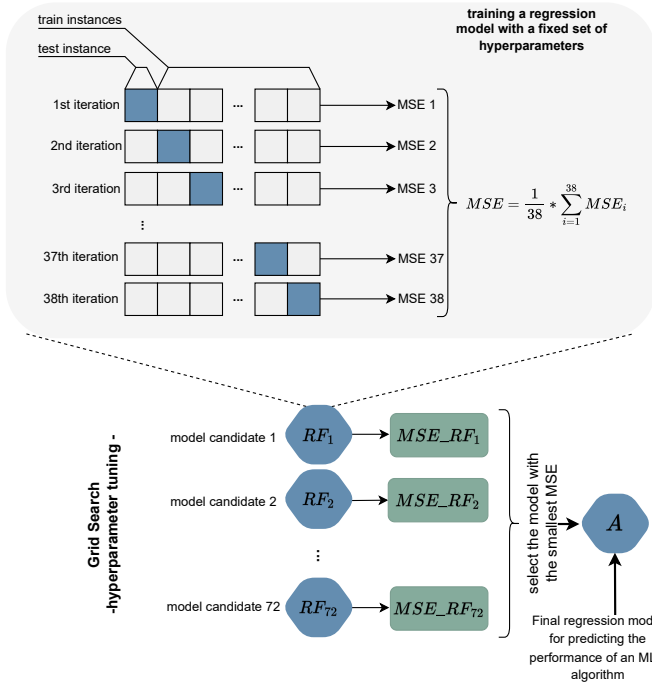 train instances
training a regression
model with a fixed set of
hyperparameters
test instance
1st iteration
...
MSE 1
2nd iteration
...
MSE 2
3rd iteration
...
MSE 3
MSE = 1/38 * ∑_{i=1}^{38} MSE_i
...
37th iteration
...
MSE 37
38th iteration
...
MSE 38
Grid Search
-hyperparameter tuning -
model candidate 1
RF_1
MSE_RF_1
model candidate 2
RF_2
MSE_RF_2
...
model candidate 72
RF_72
MSE_RF_72
select the model with
the smallest MSE
A
Final regression mod
for predicting the
performance of an ML
algorithm